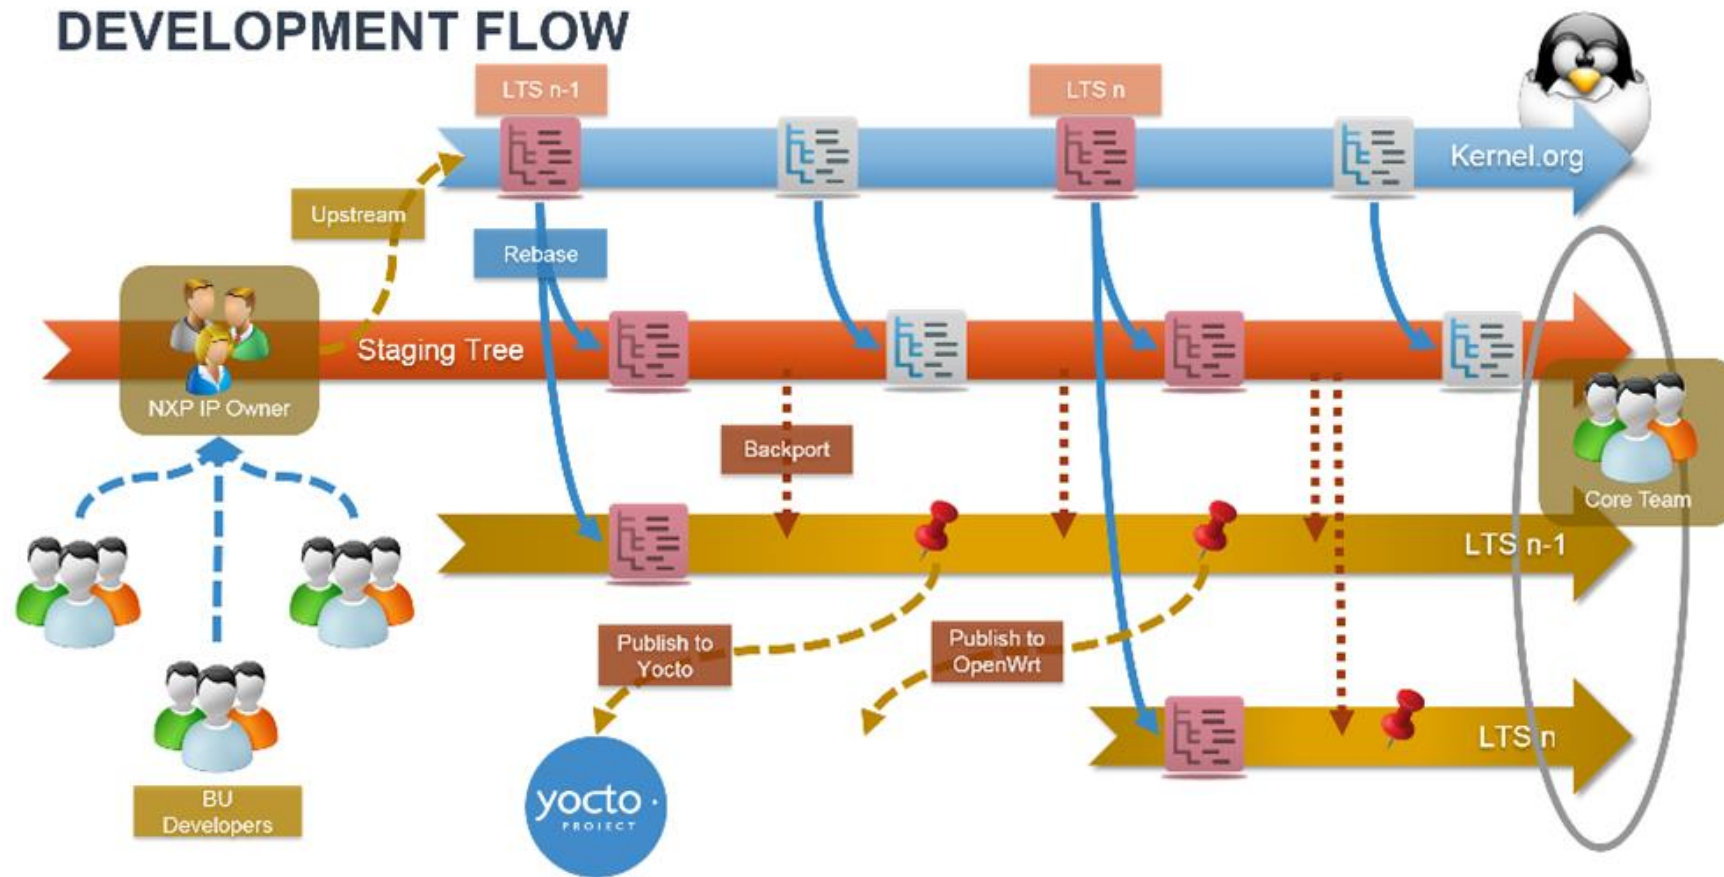 DEVELOPMENT FLOW
LTS n-1
LTS n
Kernel.org
Upstream
Rebase
Staging Tree
NXP IP Owner
Backport
Core Team
LTS n-1
Publish to
Yocto
Publish to
OpenWrt
LTS n
yocto
PROJECT
BU
Developers